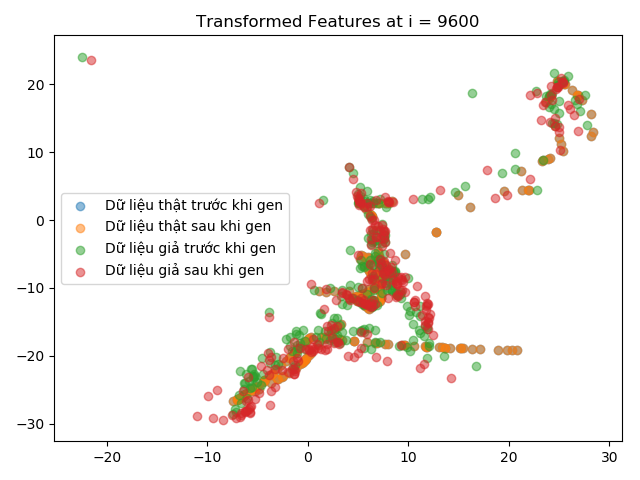 Transformed Features at i = 9600
20
10
0
−10
−20
−30
Dữ liệu thật trước khi gen
Dữ liệu thật sau khi gen
Dữ liệu giả trước khi gen
Dữ liệu giả sau khi gen
−20
−10
0
10
20
30